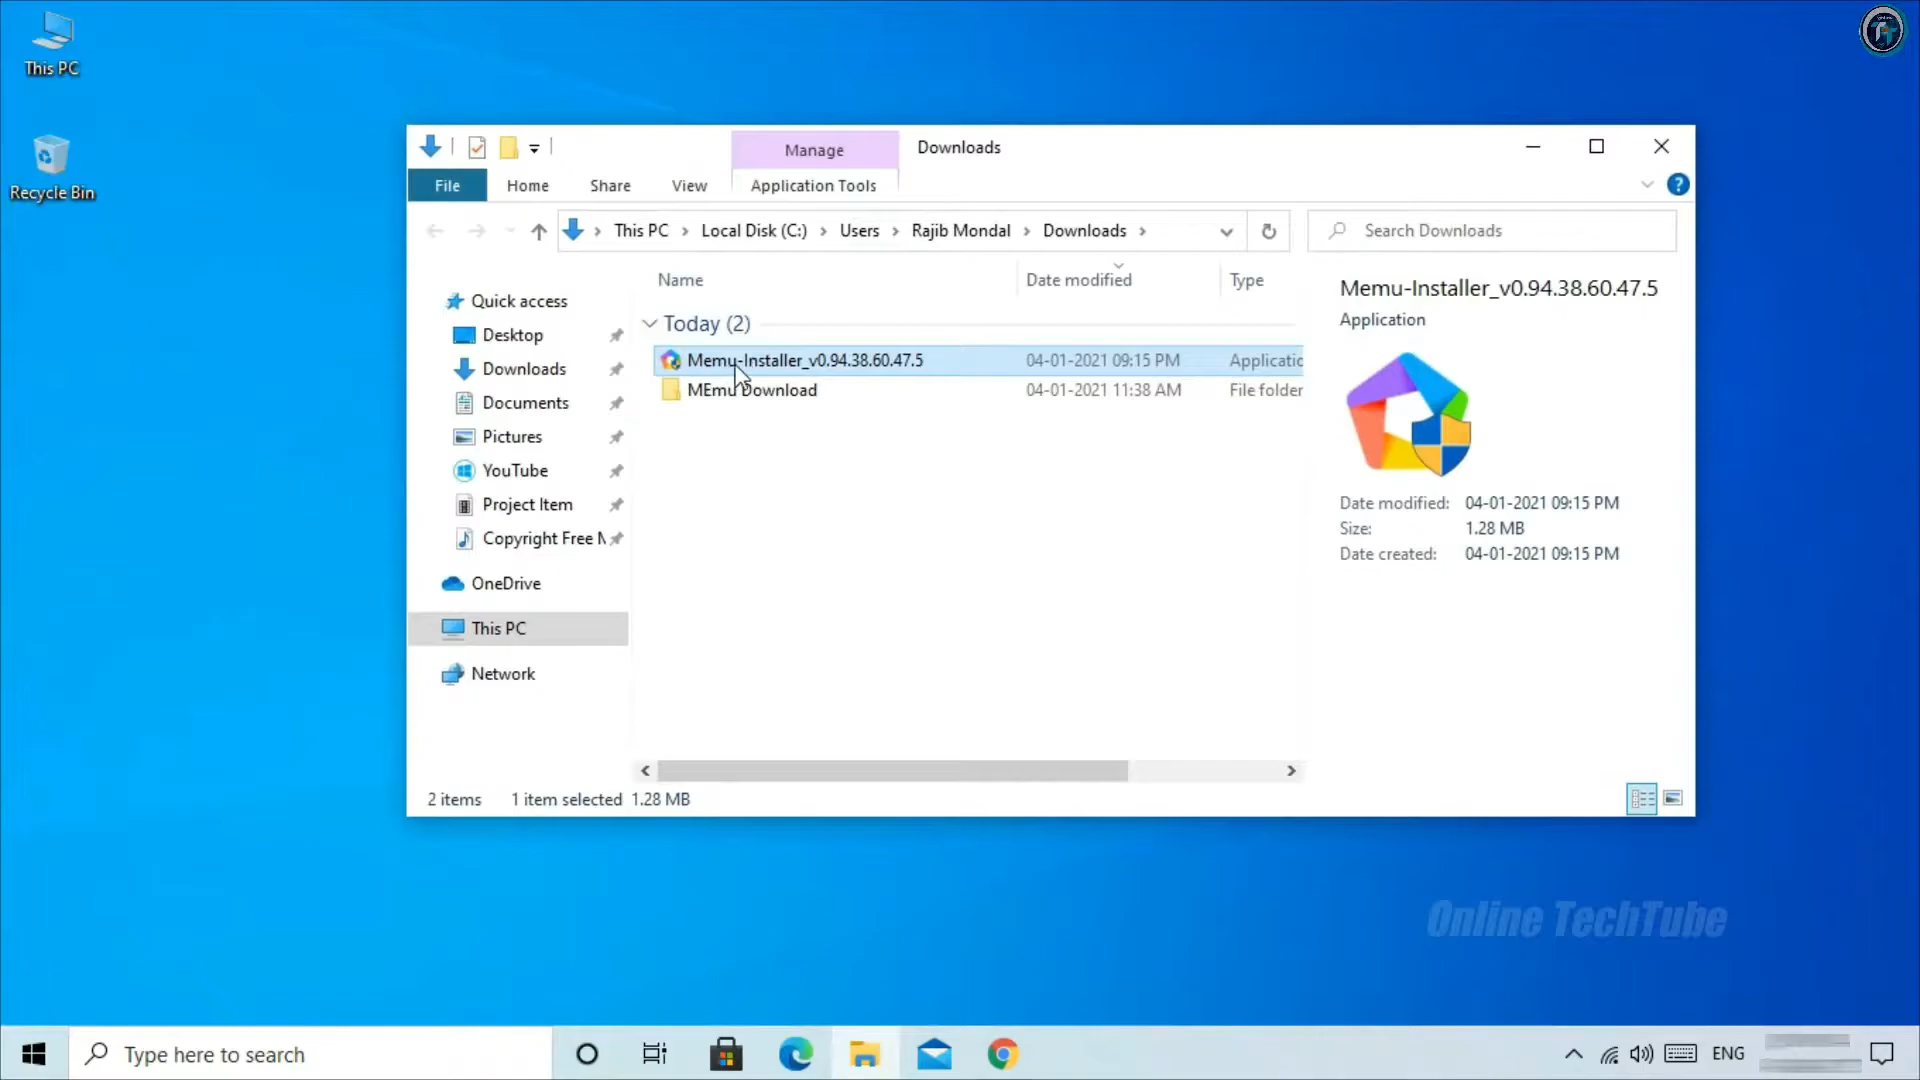 This PC
Recycle Bin
Manage
Downloads
File
Home
Share
View
Application Tools
This PC
Local Disk (C:)
Users
Rajib Mondal
Downloads
Search Downloads
Name
Date modified
Type
Quick access
Desktop
Downloads
Documents
Pictures
YouTube
Project Item
Copyright Free M
OneDrive
This PC
Network
Today (2)
Memu-Installer_v0.94.38.60.47.5 04-01-2021 09:15 PM Applicatio
MEmu Download 04-01-2021 11:38 AM File folder
Memu-Installer_v0.94.38.60.47.5
Application
Date modified: 04-01-2021 09:15 PM
Size: 1.28 MB
Date created: 04-01-2021 09:15 PM
2 items 1 item selected 1.28 MB
Online TechTube
Type here to search
ENG